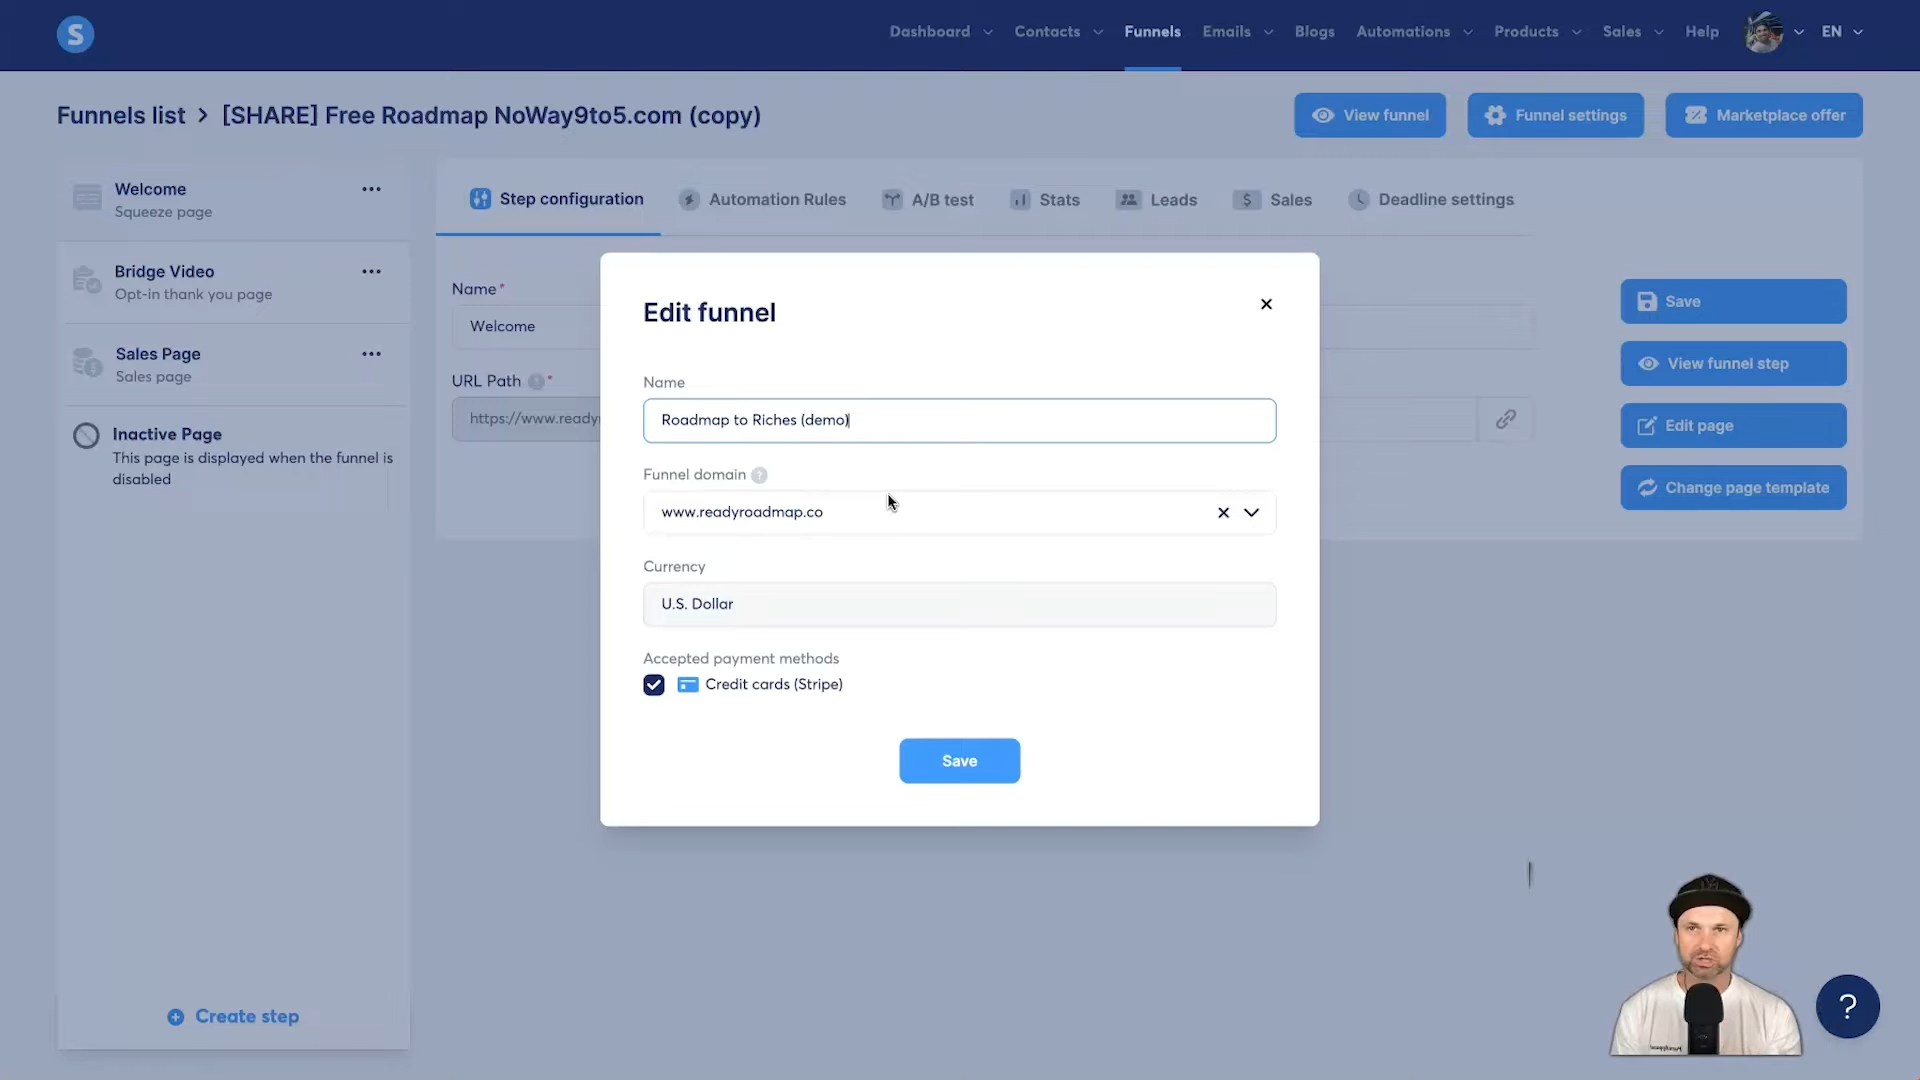 S
Dashboard
Contacts
Funnels
Emails
Blogs
Automations
Products
Sales
Help
EN
Funnels list > [SHARE] Free Roadmap NoWay9to5.com (copy)
View funnel
Funnel settings
Marketplace offer
Welcome
Squeeze page
Bridge Video
Opt-in thank you page
Sales Page
Sales page
Inactive Page
This page is displayed when the funnel is
disabled
Create step
Step configuration
Automation Rules
A/B test
Stats
Leads
Sales
Deadline settings
Name*
Welcome
URL Path *
https://www.ready
Save
View funnel step
Edit page
Change page template
Edit funnel
Name
Roadmap to Riches (demo)
Funnel domain ?
www.readyroadmap.co
Currency
U.S. Dollar
Accepted payment methods
Credit cards (Stripe)
Save
?